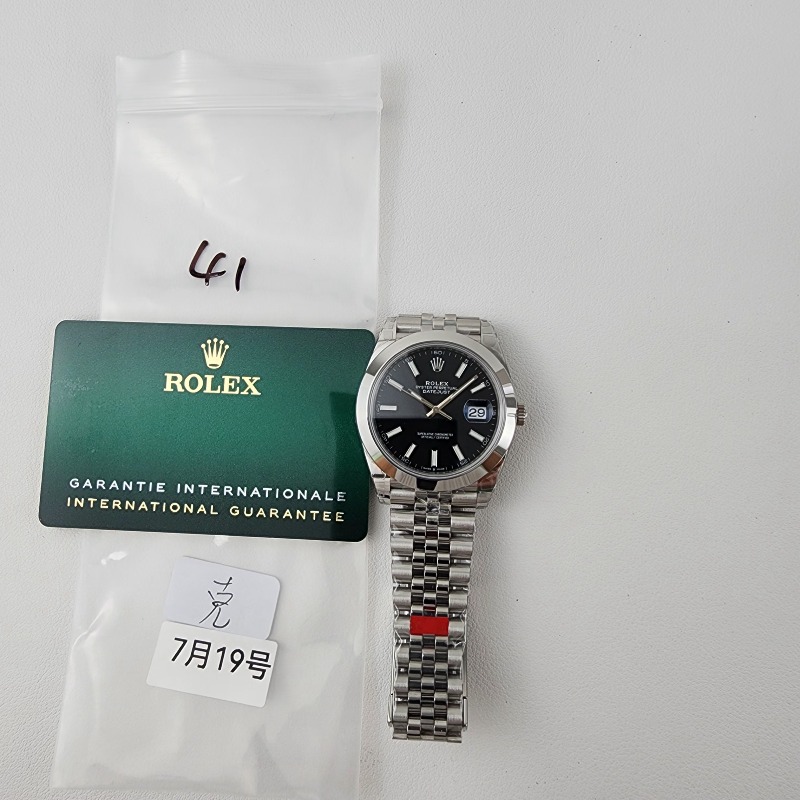 41
ROLEX
GARANTIE INTERNATIONALE
INTERNATIONAL GUARANTEE
克
7月19号
60
ROLEX
OYSTER PERPETUAL
DATEJUST
29
SUPERLATIVE CHRONOMETER
OFFICIALLY CERTIFIED